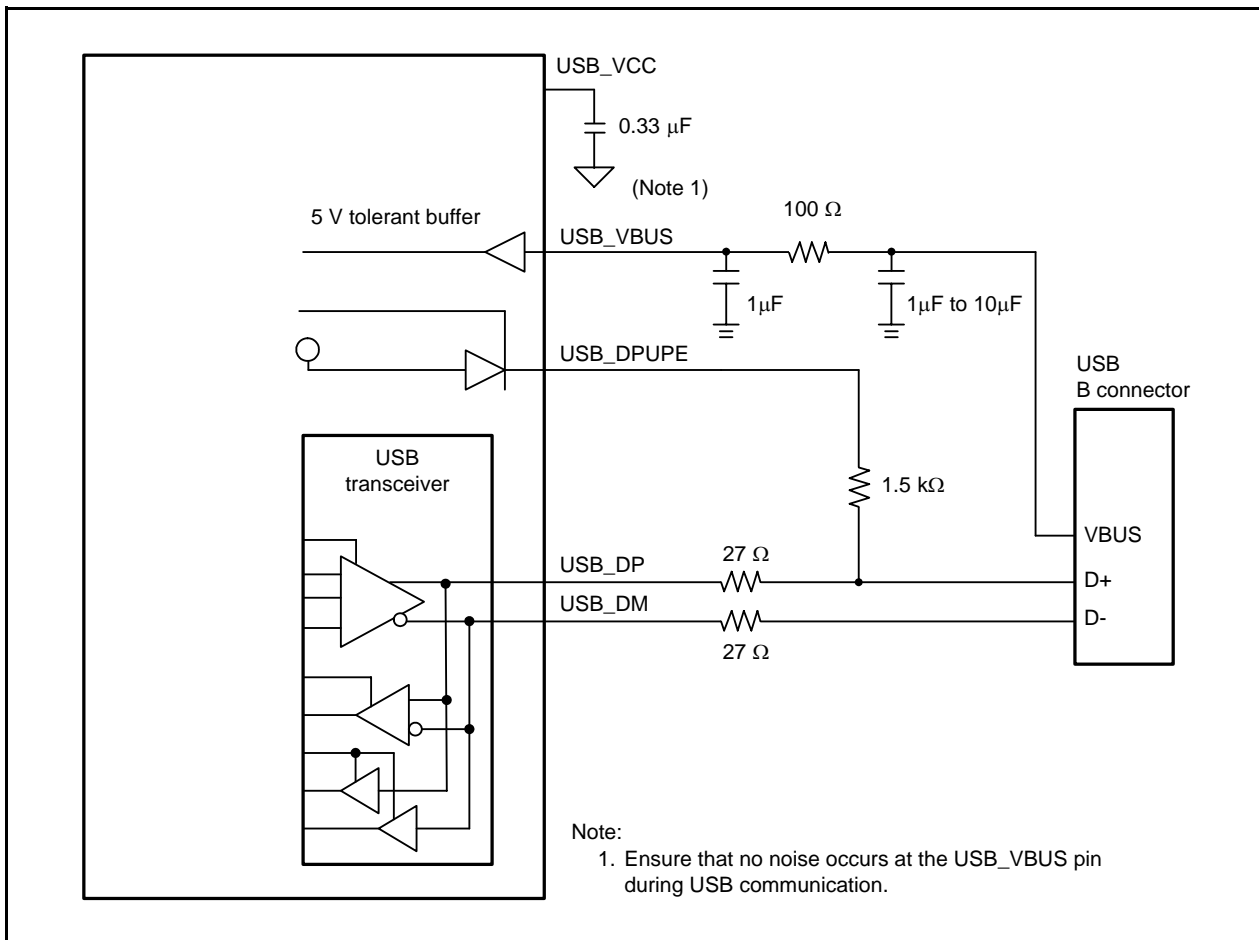 USB_VCC
0.33 μF
(Note 1)
100 Ω
5 V tolerant buffer
USB_VBUS
1μF
1μF to 10μF
USB_DPUPE
USB
B connector
USB
transceiver
1.5 kΩ
VBUS
USB_DP
27 Ω
D+
USB_DM
D-
27 Ω
Note:
1. Ensure that no noise occurs at the USB_VBUS pin
during USB communication.